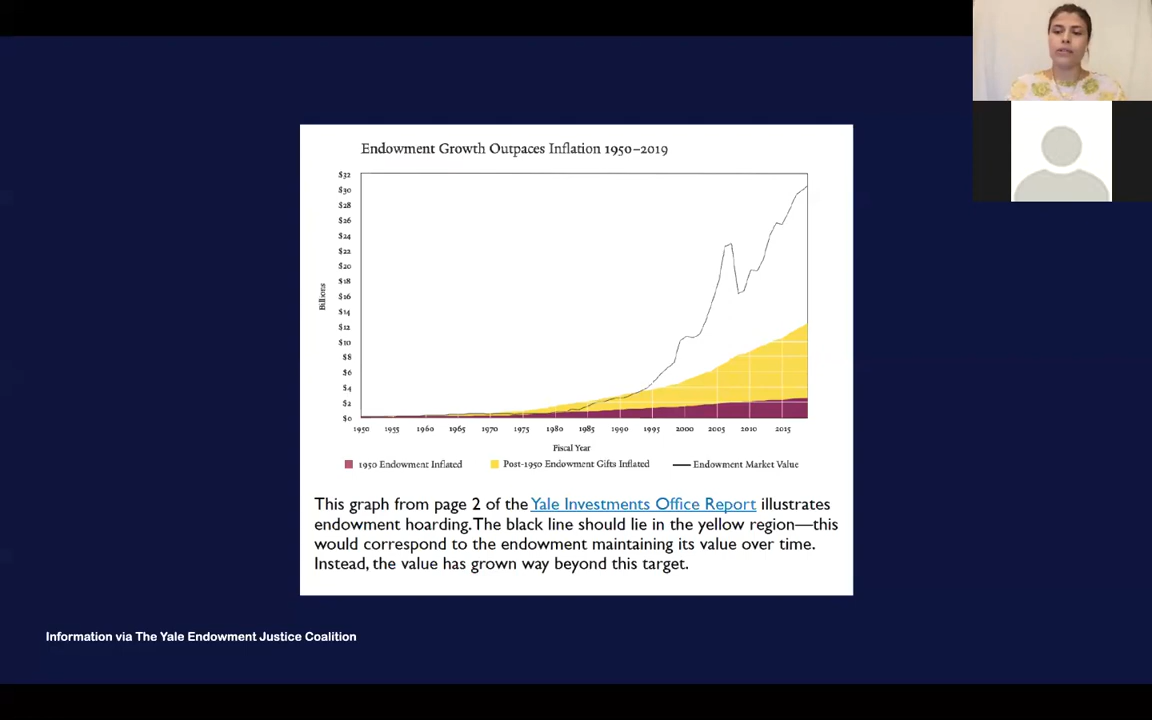 Endowment Growth Outpaces Inflation 1950–2019
$32
$30
$28
$26
$24
$22
$20
$18
$16
$14
$12
$10
$8
$6
$4
$2
$0
Billions
1950 1955 1960 1965 1970 1975 1980 1985 1990 1995 2000 2005 2010 2015
Fiscal Year
1950 Endowment Inflated Post-1950 Endowment Gifts Inflated Endowment Market Value
This graph from page 2 of the Yale Investments Office Report illustrates
endowment hoarding. The black line should lie in the yellow region—this
would correspond to the endowment maintaining its value over time.
Instead, the value has grown way beyond this target.
Information via The Yale Endowment Justice Coalition